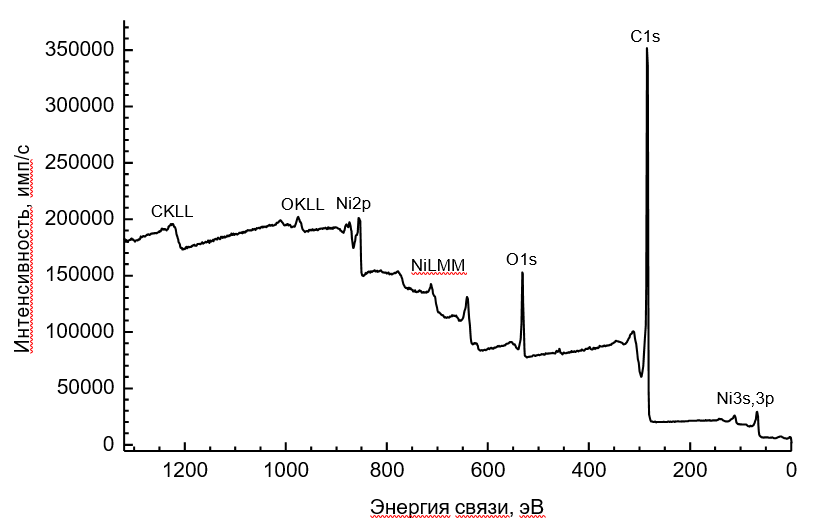 C1s
350000
300000
250000
200000
150000
100000
50000
0
Интенсивность, имп/с
CKLL
OKLL
Ni2p
NiLMM
O1s
Ni3s,3p
1200
1000
800
600
400
200
0
Энергия связи, эВ